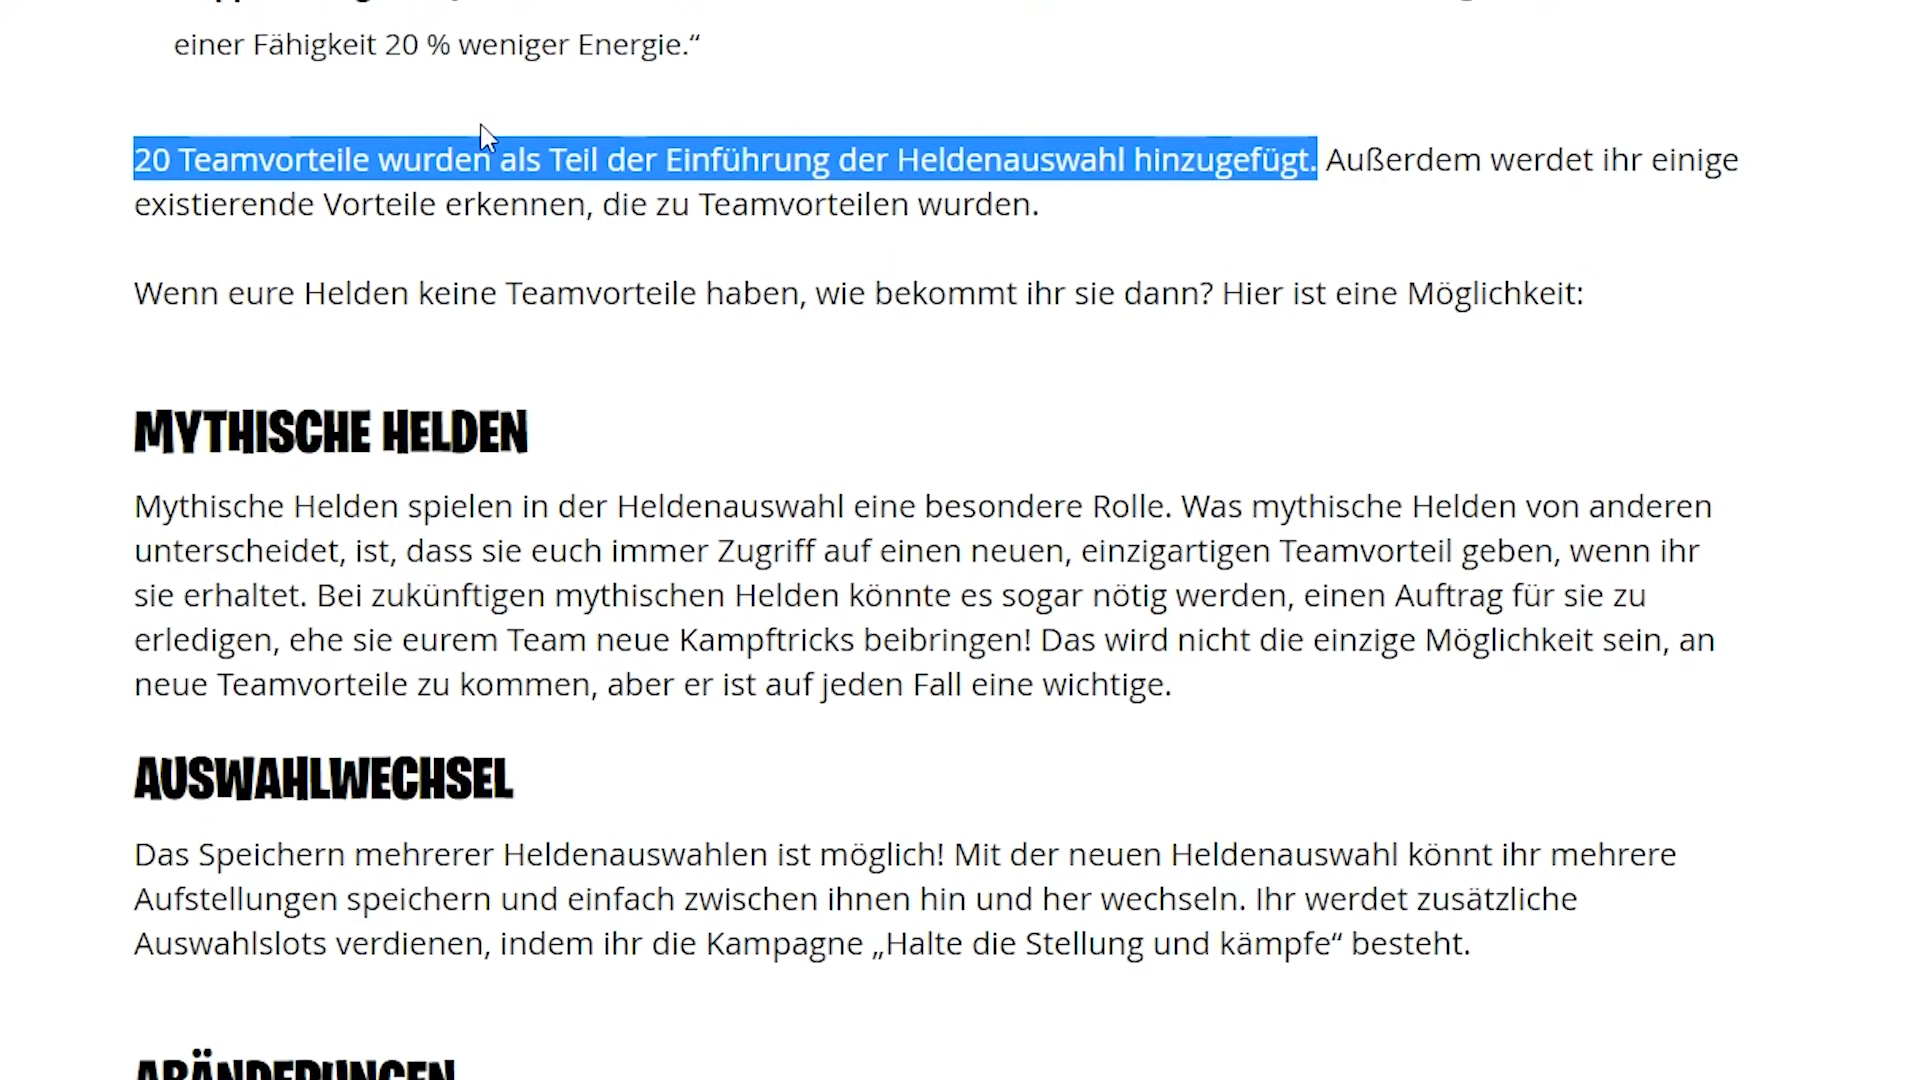 einer Fähigkeit 20 % weniger Energie.“
20 Teamvorteile wurden als Teil der Einführung der Heldenauswahl hinzugefügt. Außerdem werdet ihr einige
existierende Vorteile erkennen, die zu Teamvorteilen wurden.
Wenn eure Helden keine Teamvorteile haben, wie bekommt ihr sie dann? Hier ist eine Möglichkeit:
MYTHISCHE HELDEN
Mythische Helden spielen in der Heldenauswahl eine besondere Rolle. Was mythische Helden von anderen
unterscheidet, ist, dass sie euch immer Zugriff auf einen neuen, einzigartigen Teamvorteil geben, wenn ihr
sie erhaltet. Bei zukünftigen mythischen Helden könnte es sogar nötig werden, einen Auftrag für sie zu
erledigen, ehe sie eurem Team neue Kampftricks beibringen! Das wird nicht die einzige Möglichkeit sein, an
neue Teamvorteile zu kommen, aber er ist auf jeden Fall eine wichtige.
AUSWAHLWECHSEL
Das Speichern mehrerer Heldenauswahlen ist möglich! Mit der neuen Heldenauswahl könnt ihr mehrere
Aufstellungen speichern und einfach zwischen ihnen hin und her wechseln. Ihr werdet zusätzliche
Auswahlslots verdienen, indem ihr die Kampagne „Halte die Stellung und kämpfe“ besteht.
ABÄNDERUNGEN